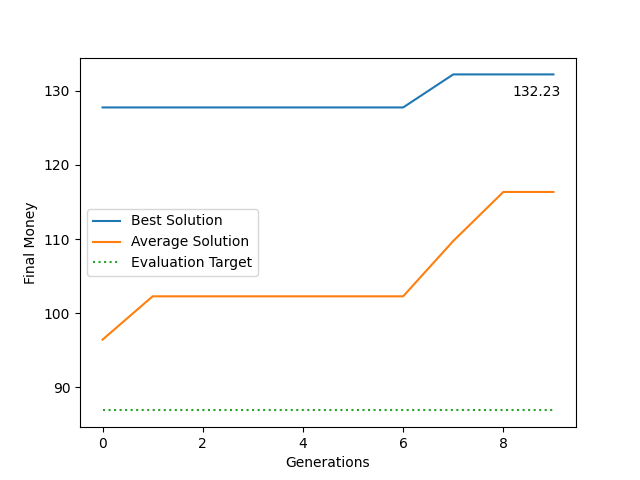 130
132.23
120
Best Solution
Average Solution
Evaluation Target
110
100
90
Final Money
0
2
4
6
8
Generations